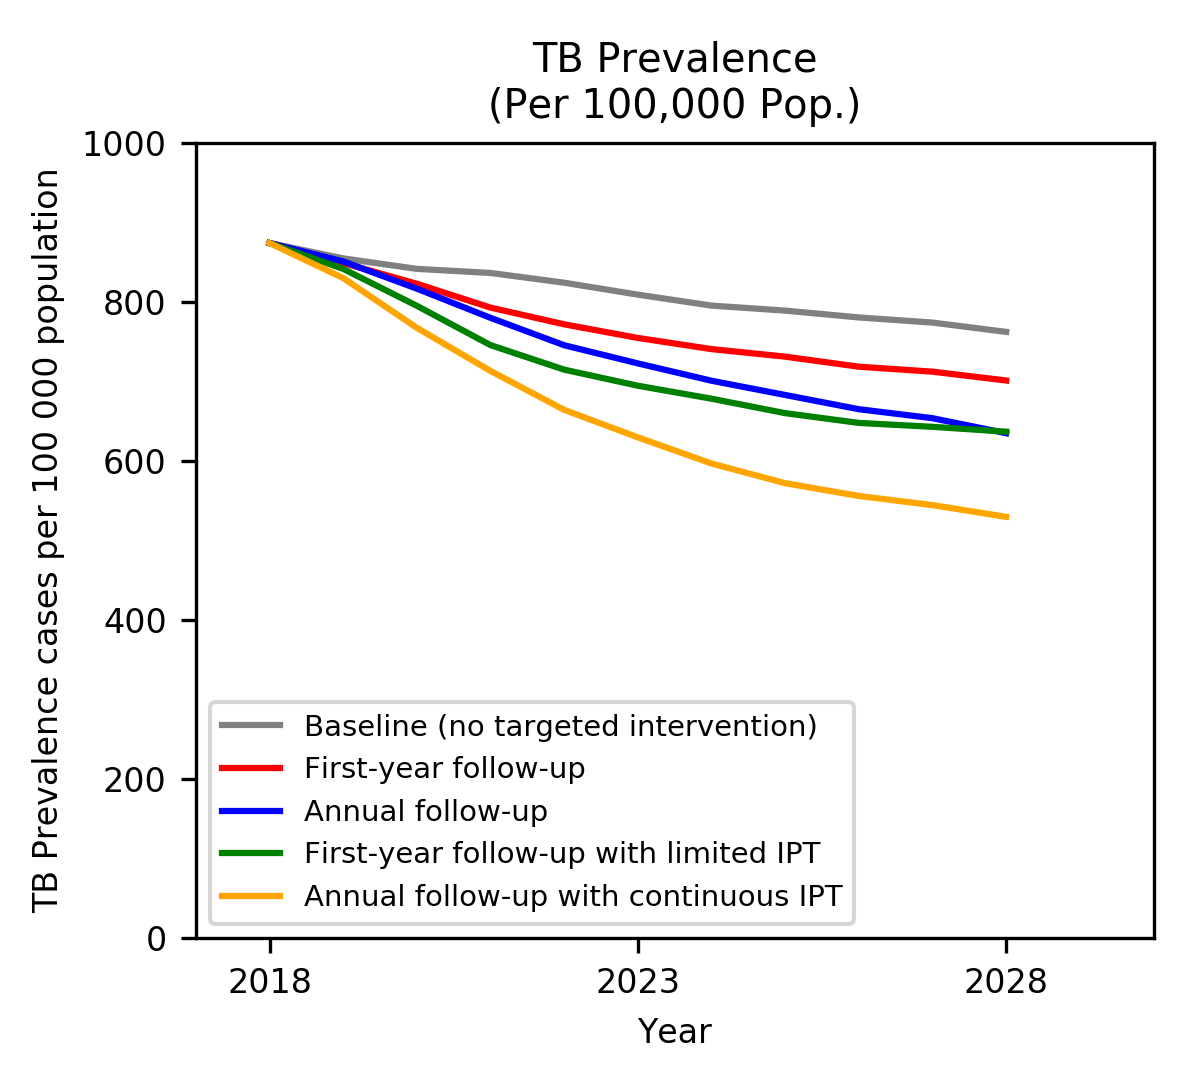 TB Prevalence
(Per 100,000 Pop.)
TB Prevalence cases per 100 000 population
1000
800
600
400
200
0
Baseline (no targeted intervention)
First-year follow-up
Annual follow-up
First-year follow-up with limited IPT
Annual follow-up with continuous IPT
2018
2023
2028
Year